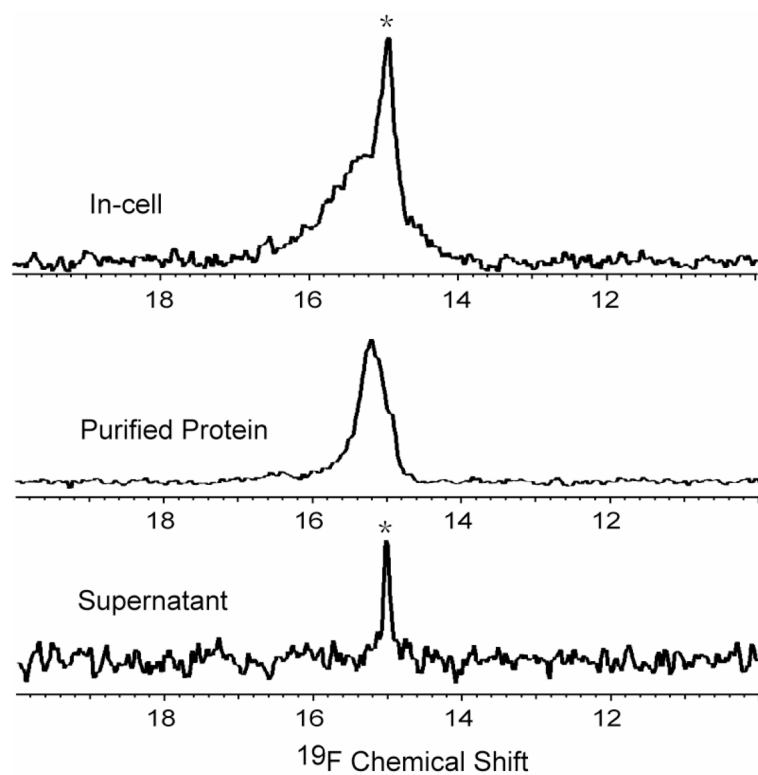 *
In-cell
18 16 14 12
Purified Protein
18 16 14 12
*
Supernatant
18 16 14 12
19F Chemical Shift